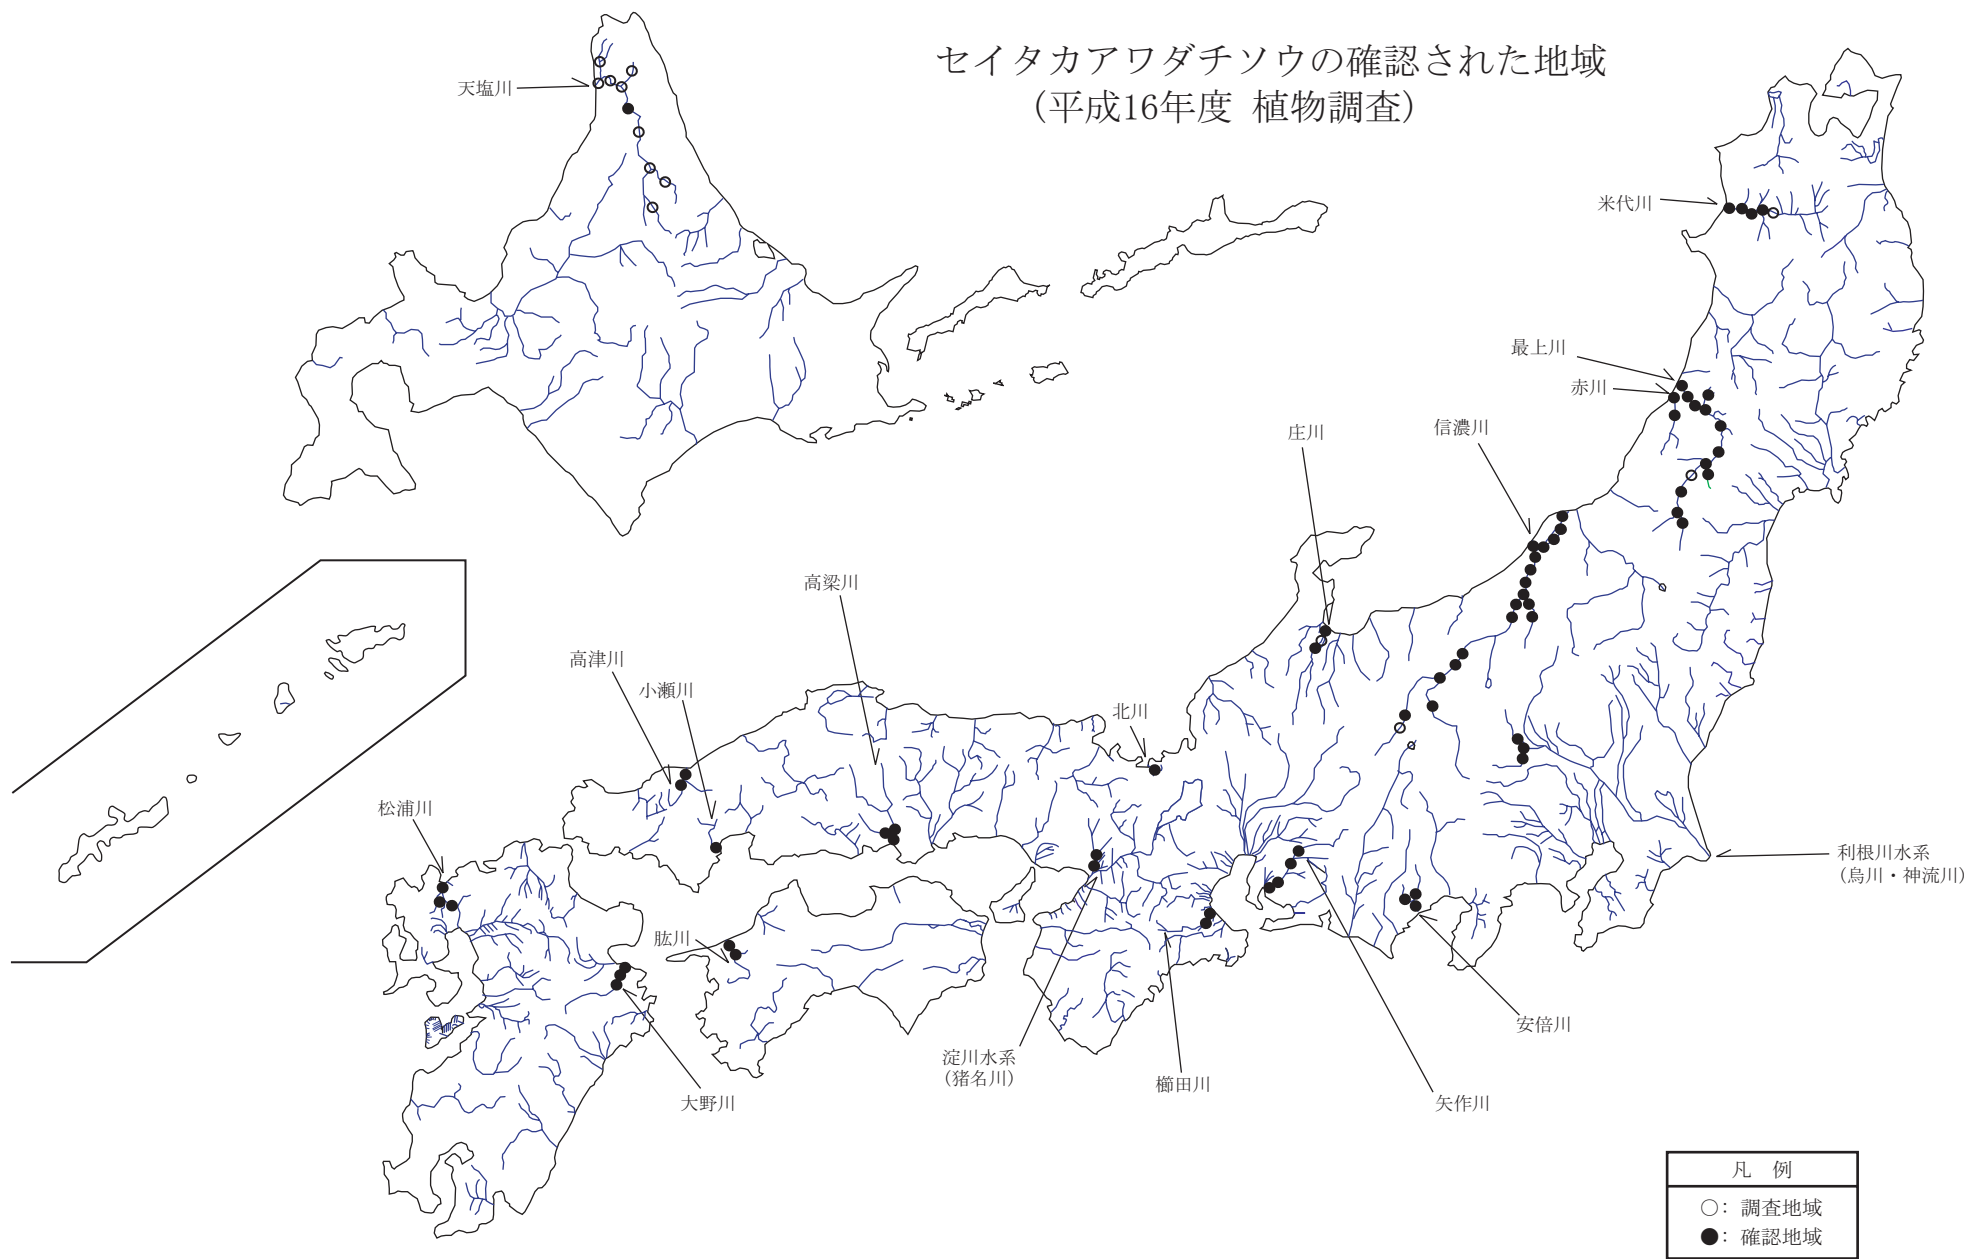 セイタカアワダチソウの確認された地域
(平成16年度 植物調査)
天塩川
米代川
最上川
赤川
信濃川
庄川
高梁川
高津川
小瀬川
北川
松浦川
利根川水系
(烏川・神流川)
肱川
安倍川
淀川水系
(猪名川)
櫛田川
矢作川
大野川
凡 例
○: 調査地域
●: 確認地域